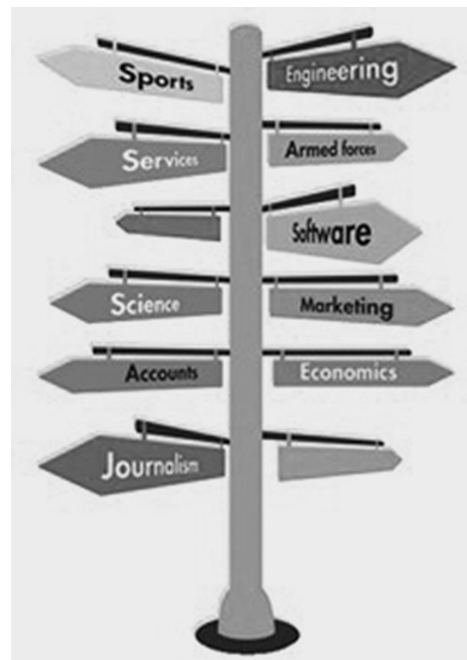 Sports
Engineering
Services
Armed forces
Software
Science
Marketing
Accounts
Economics
Journalism